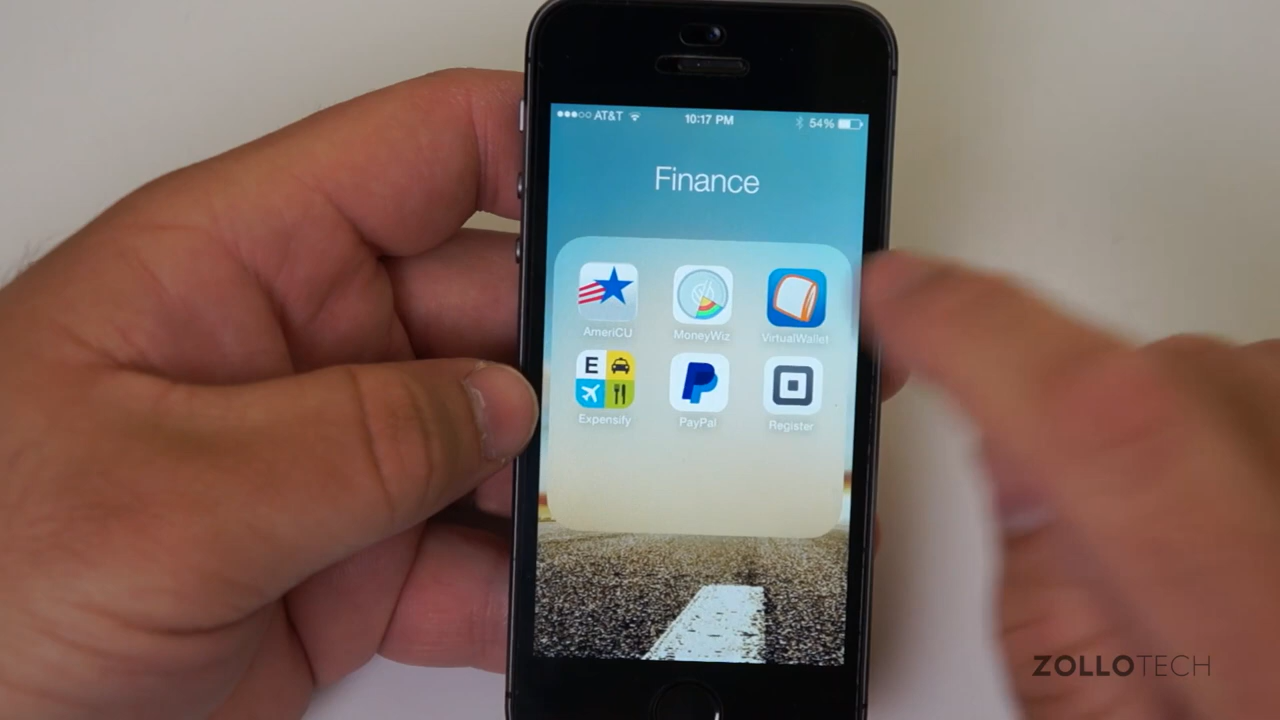 AT&T 10:17 PM 54%
Finance
AmeriCU MoneyWiz VirtualWallet
E
Expensify PayPal Register
ZOLLOTECH